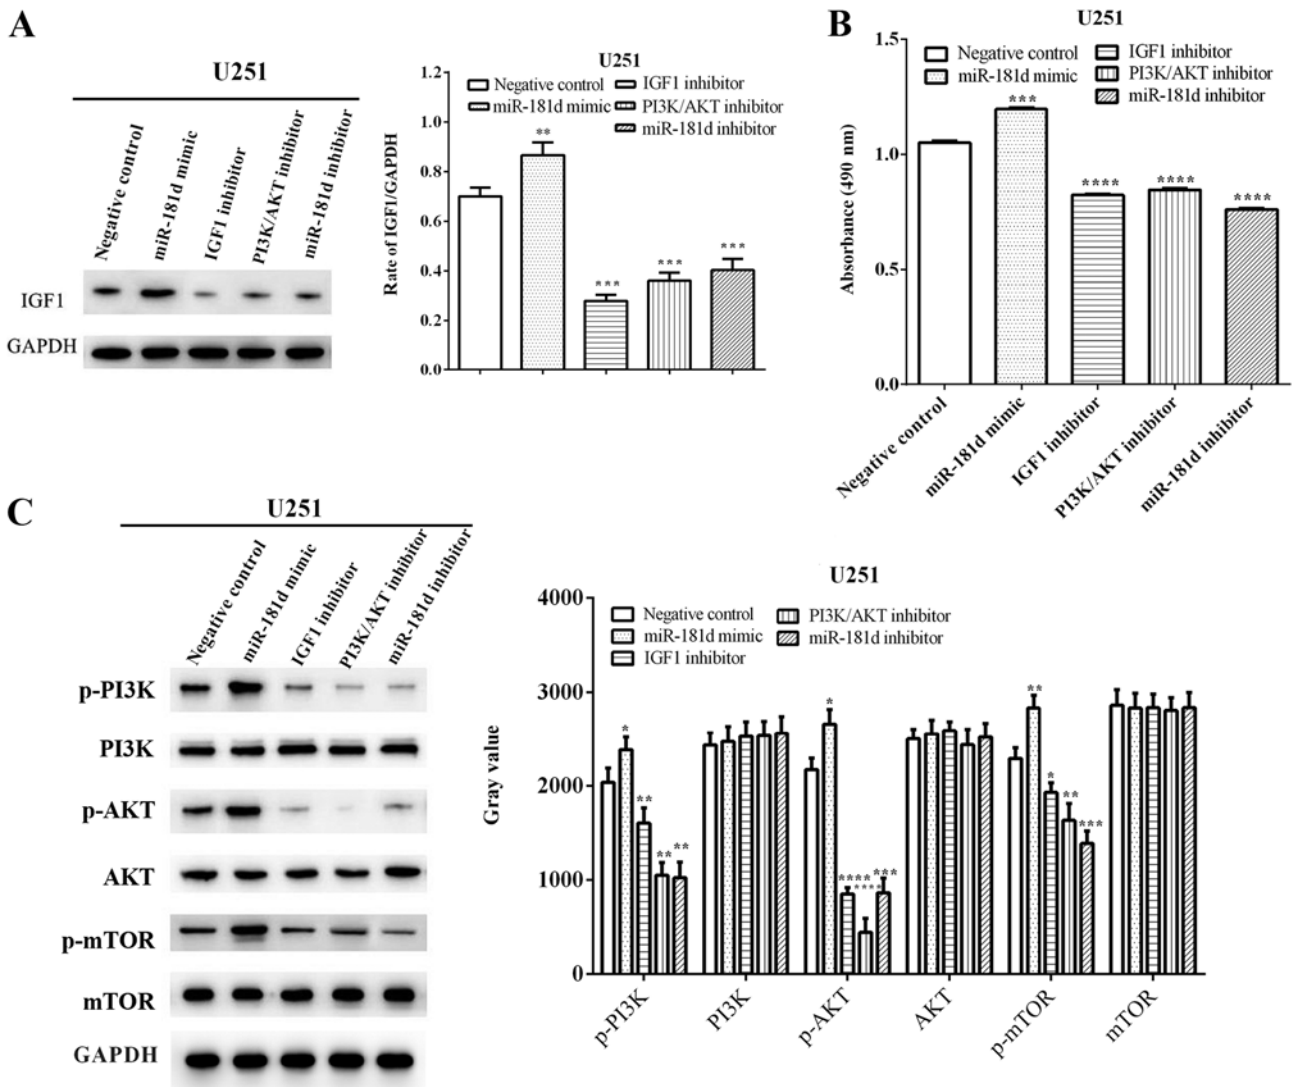 A
U251
Negative control
miR-181d mimic
IGF1 inhibitor
PI3K/AKT inhibitor
miR-181d inhibitor
IGF1
GAPDH
U251
Negative control
miR-181d mimic
IGF1 inhibitor
PI3K/AKT inhibitor
miR-181d inhibitor
Rate of IGF1/GAPDH
1.2
1.0
0.8
0.6
0.4
0.2
0.0
**
***
***
***
B
U251
Negative control
miR-181d mimic
IGF1 inhibitor
PI3K/AKT inhibitor
miR-181d inhibitor
Absorbance (490 nm)
1.5
1.0
0.5
0.0
***
****
****
****
Negative control
miR-181d mimic
IGF1 inhibitor
PI3K/AKT inhibitor
miR-181d inhibitor
C
U251
Negative control
miR-181d mimic
IGF1 inhibitor
PI3K/AKT inhibitor
miR-181d inhibitor
p-PI3K
PI3K
p-AKT
AKT
p-mTOR
mTOR
GAPDH
U251
Negative control
miR-181d mimic
IGF1 inhibitor
PI3K/AKT inhibitor
miR-181d inhibitor
Gray value
4000
3000
2000
1000
0
*
**
**
**
*
****
****
***
**
*
**
***
p-PI3K
PI3K
p-AKT
AKT
p-mTOR
mTOR